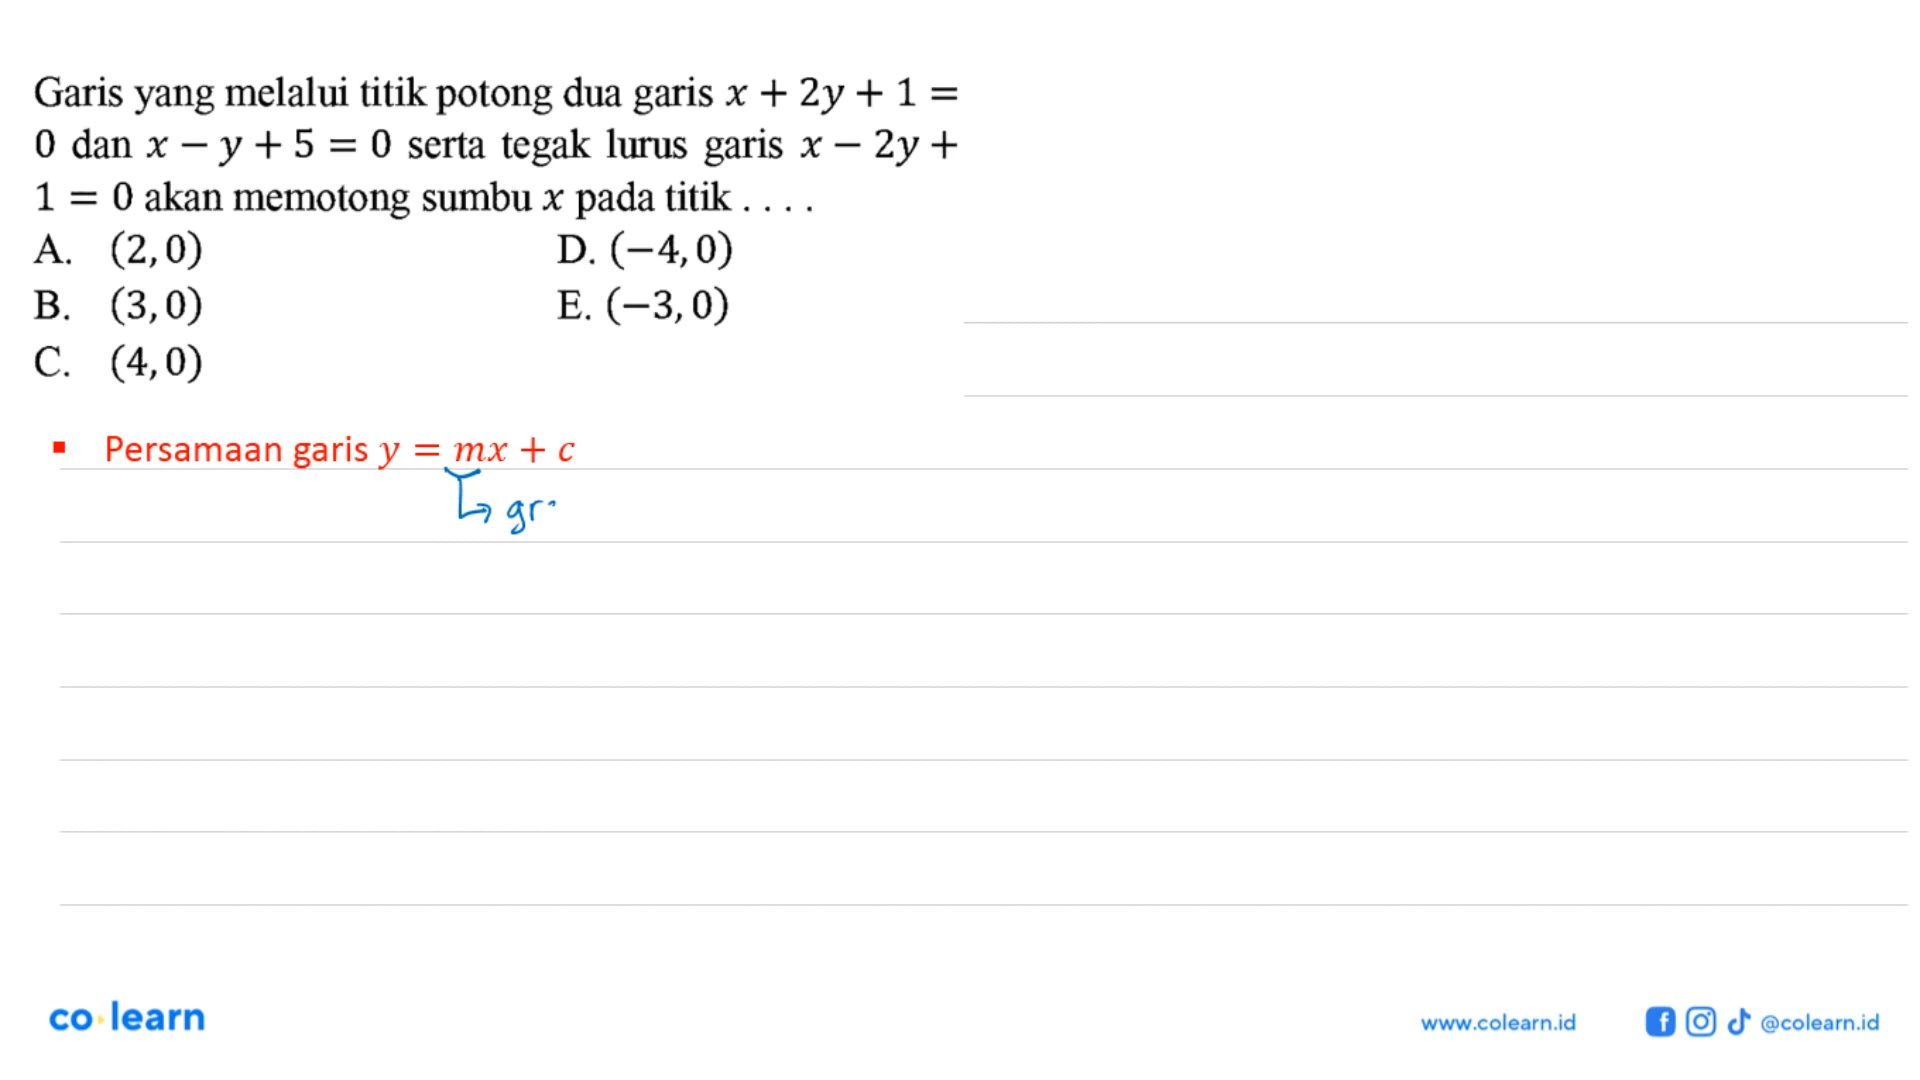 Garis yang melalui titik potong dua garis x + 2y + 1 =
0 dan x − y + 5 = 0 serta tegak lurus garis x − 2y +
1 = 0 akan memotong sumbu x pada titik . . . .
A. (2, 0) D. (−4, 0)
B. (3, 0) E. (−3, 0)
C. (4, 0)
▪ Persamaan garis y = mx + c
↳ gr
co learn
www.colearn.id @colearn.id